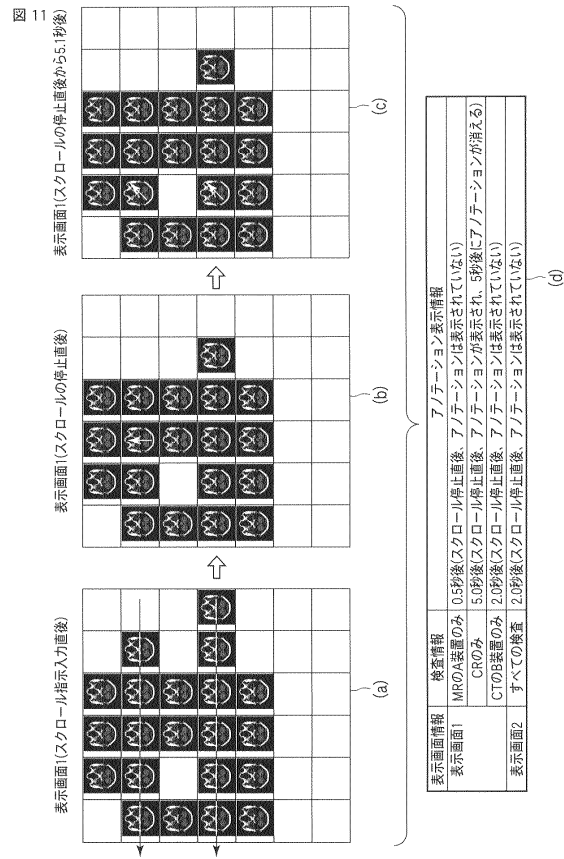 図 11
表示画面1(スクロール指示入力直後)
(a)
表示画面1(スクロールの停止直後)
(b)
表示画面1(スクロールの停止直後から5.1秒後)
(c)
表示画面情報 検査情報 アノテーション表示情報
表示画面1 MRのA装置のみ 0.5秒後(スクロール停止直後、アノテーションは表示されていない)
CRのみ 5.0秒後(スクロール停止直後、アノテーションが表示され、5秒後にアノテーションが消える)
CTのB装置のみ 2.0秒後(スクロール停止直後、アノテーションは表示されていない)
表示画面2 すべての検査 2.0秒後(スクロール停止直後、アノテーションは表示されていない)
(d)